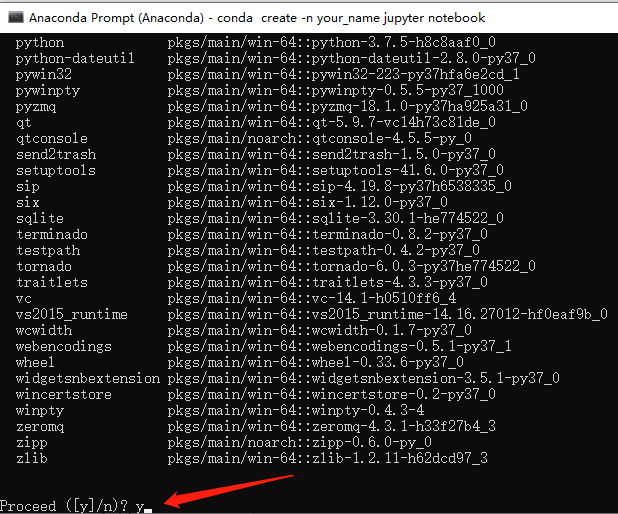 Anaconda Prompt (Anaconda) - conda  create -n your_name jupyter notebook
python pkgs/main/win-64::python-3.7.5-h8c8aaf0_0
python-dateutil pkgs/main/win-64::python-dateutil-2.8.0-py37_0
pywin32 pkgs/main/win-64::pywin32-223-py37hfa6e2cd_1
pywinpty pkgs/main/win-64::pywinpty-0.5.5-py37_1000
pyzmq pkgs/main/win-64::pyzmq-18.1.0-py37ha925a31_0
qt pkgs/main/win-64::qt-5.9.7-vc14h73c81de_0
qtconsole pkgs/main/noarch::qtconsole-4.5.5-py_0
send2trash pkgs/main/win-64::send2trash-1.5.0-py37_0
setuptools pkgs/main/win-64::setuptools-41.6.0-py37_0
sip pkgs/main/win-64::sip-4.19.8-py37h6538335_0
six pkgs/main/win-64::six-1.12.0-py37_0
sqlite pkgs/main/win-64::sqlite-3.30.1-he774522_0
terminado pkgs/main/win-64::terminado-0.8.2-py37_0
testpath pkgs/main/win-64::testpath-0.4.2-py37_0
tornado pkgs/main/win-64::tornado-6.0.3-py37he774522_0
traitlets pkgs/main/win-64::traitlets-4.3.3-py37_0
vc pkgs/main/win-64::vc-14.1-h0510ff6_4
vs2015_runtime pkgs/main/win-64::vs2015_runtime-14.16.27012-hf0eaf9b_0
wcwidth pkgs/main/win-64::wcwidth-0.1.7-py37_0
webencodings pkgs/main/win-64::webencodings-0.5.1-py37_1
wheel pkgs/main/win-64::wheel-0.33.6-py37_0
widgetsnbextension pkgs/main/win-64::widgetsnbextension-3.5.1-py37_0
wincertstore pkgs/main/win-64::wincertstore-0.2-py37_0
winpty pkgs/main/win-64::winpty-0.4.3-4
zeromq pkgs/main/win-64::zeromq-4.3.1-h33f27b4_3
zipp pkgs/main/noarch::zipp-0.6.0-py_0
zlib pkgs/main/win-64::zlib-1.2.11-h62dcd97_3
Proceed ([y]/n)? y